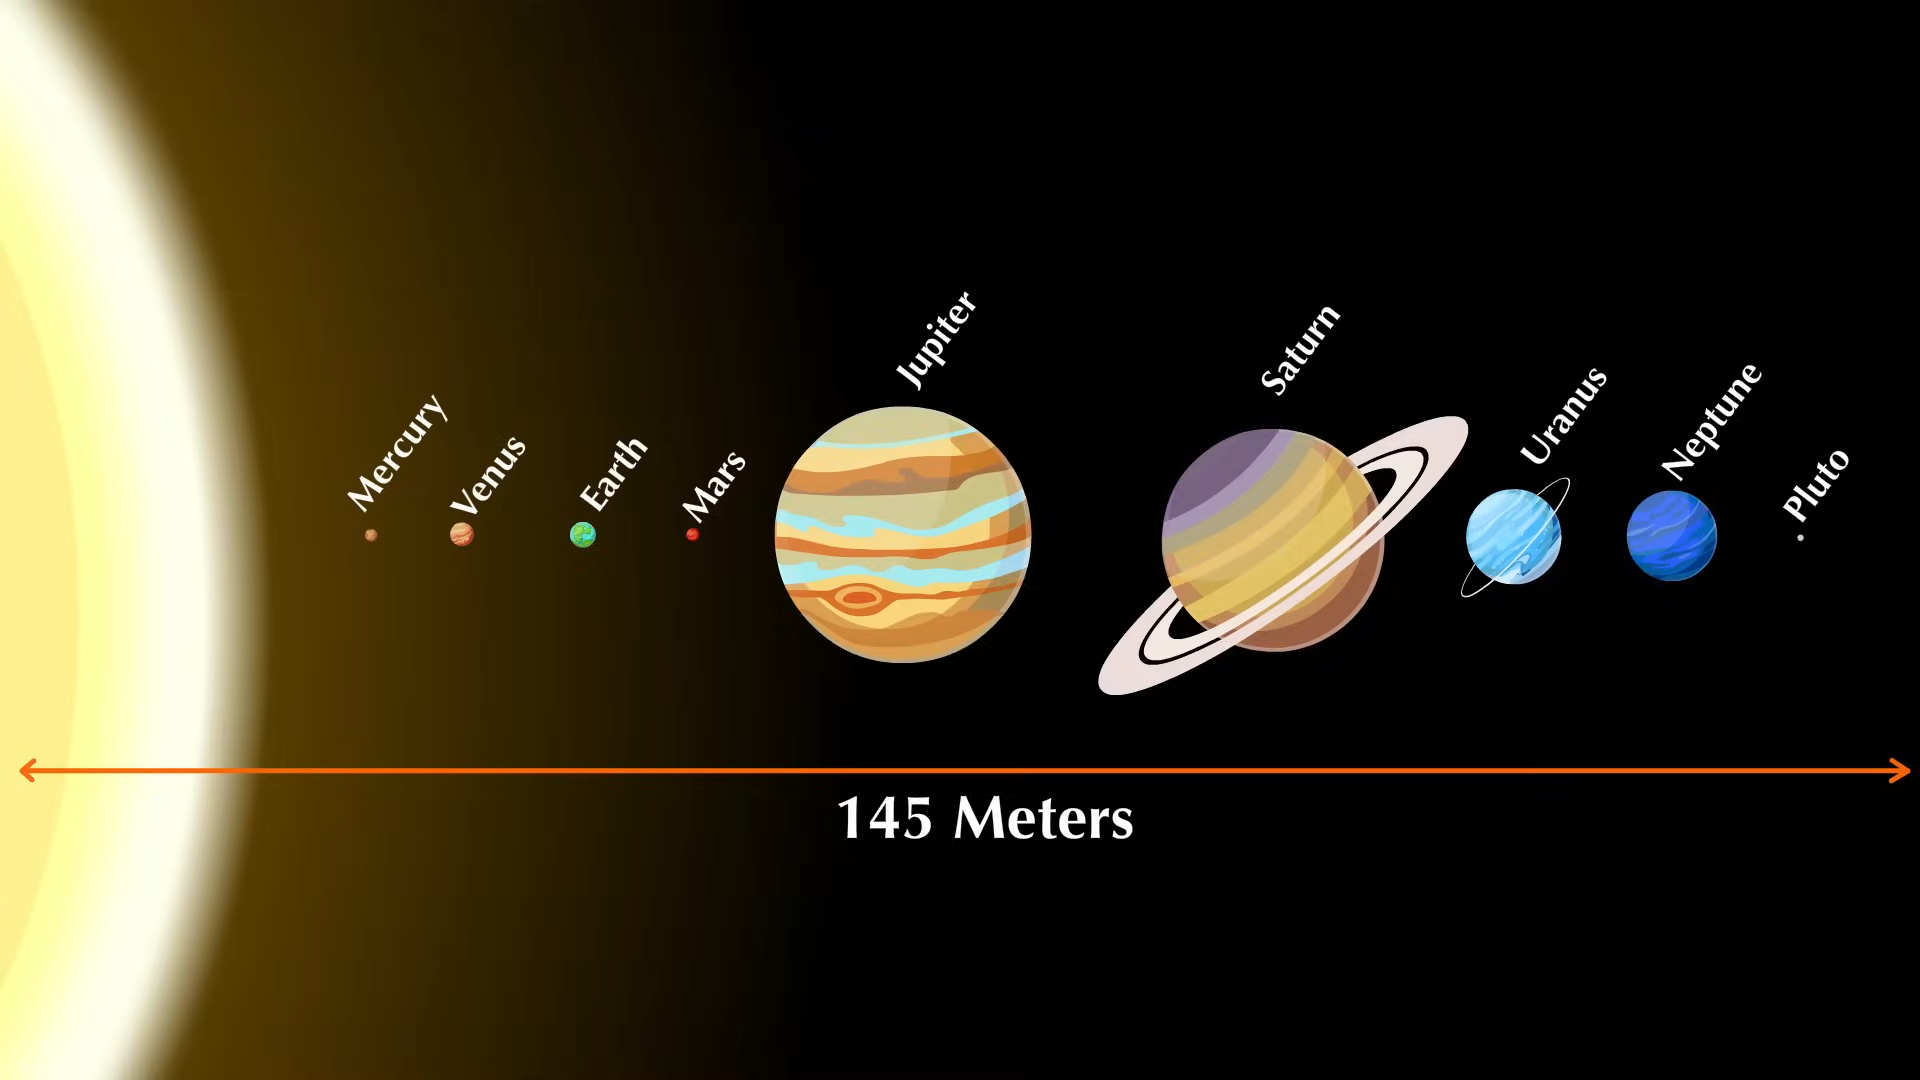 Mercury
Venus
Earth
Mars
Jupiter
Saturn
Uranus
Neptune
Pluto
145 Meters